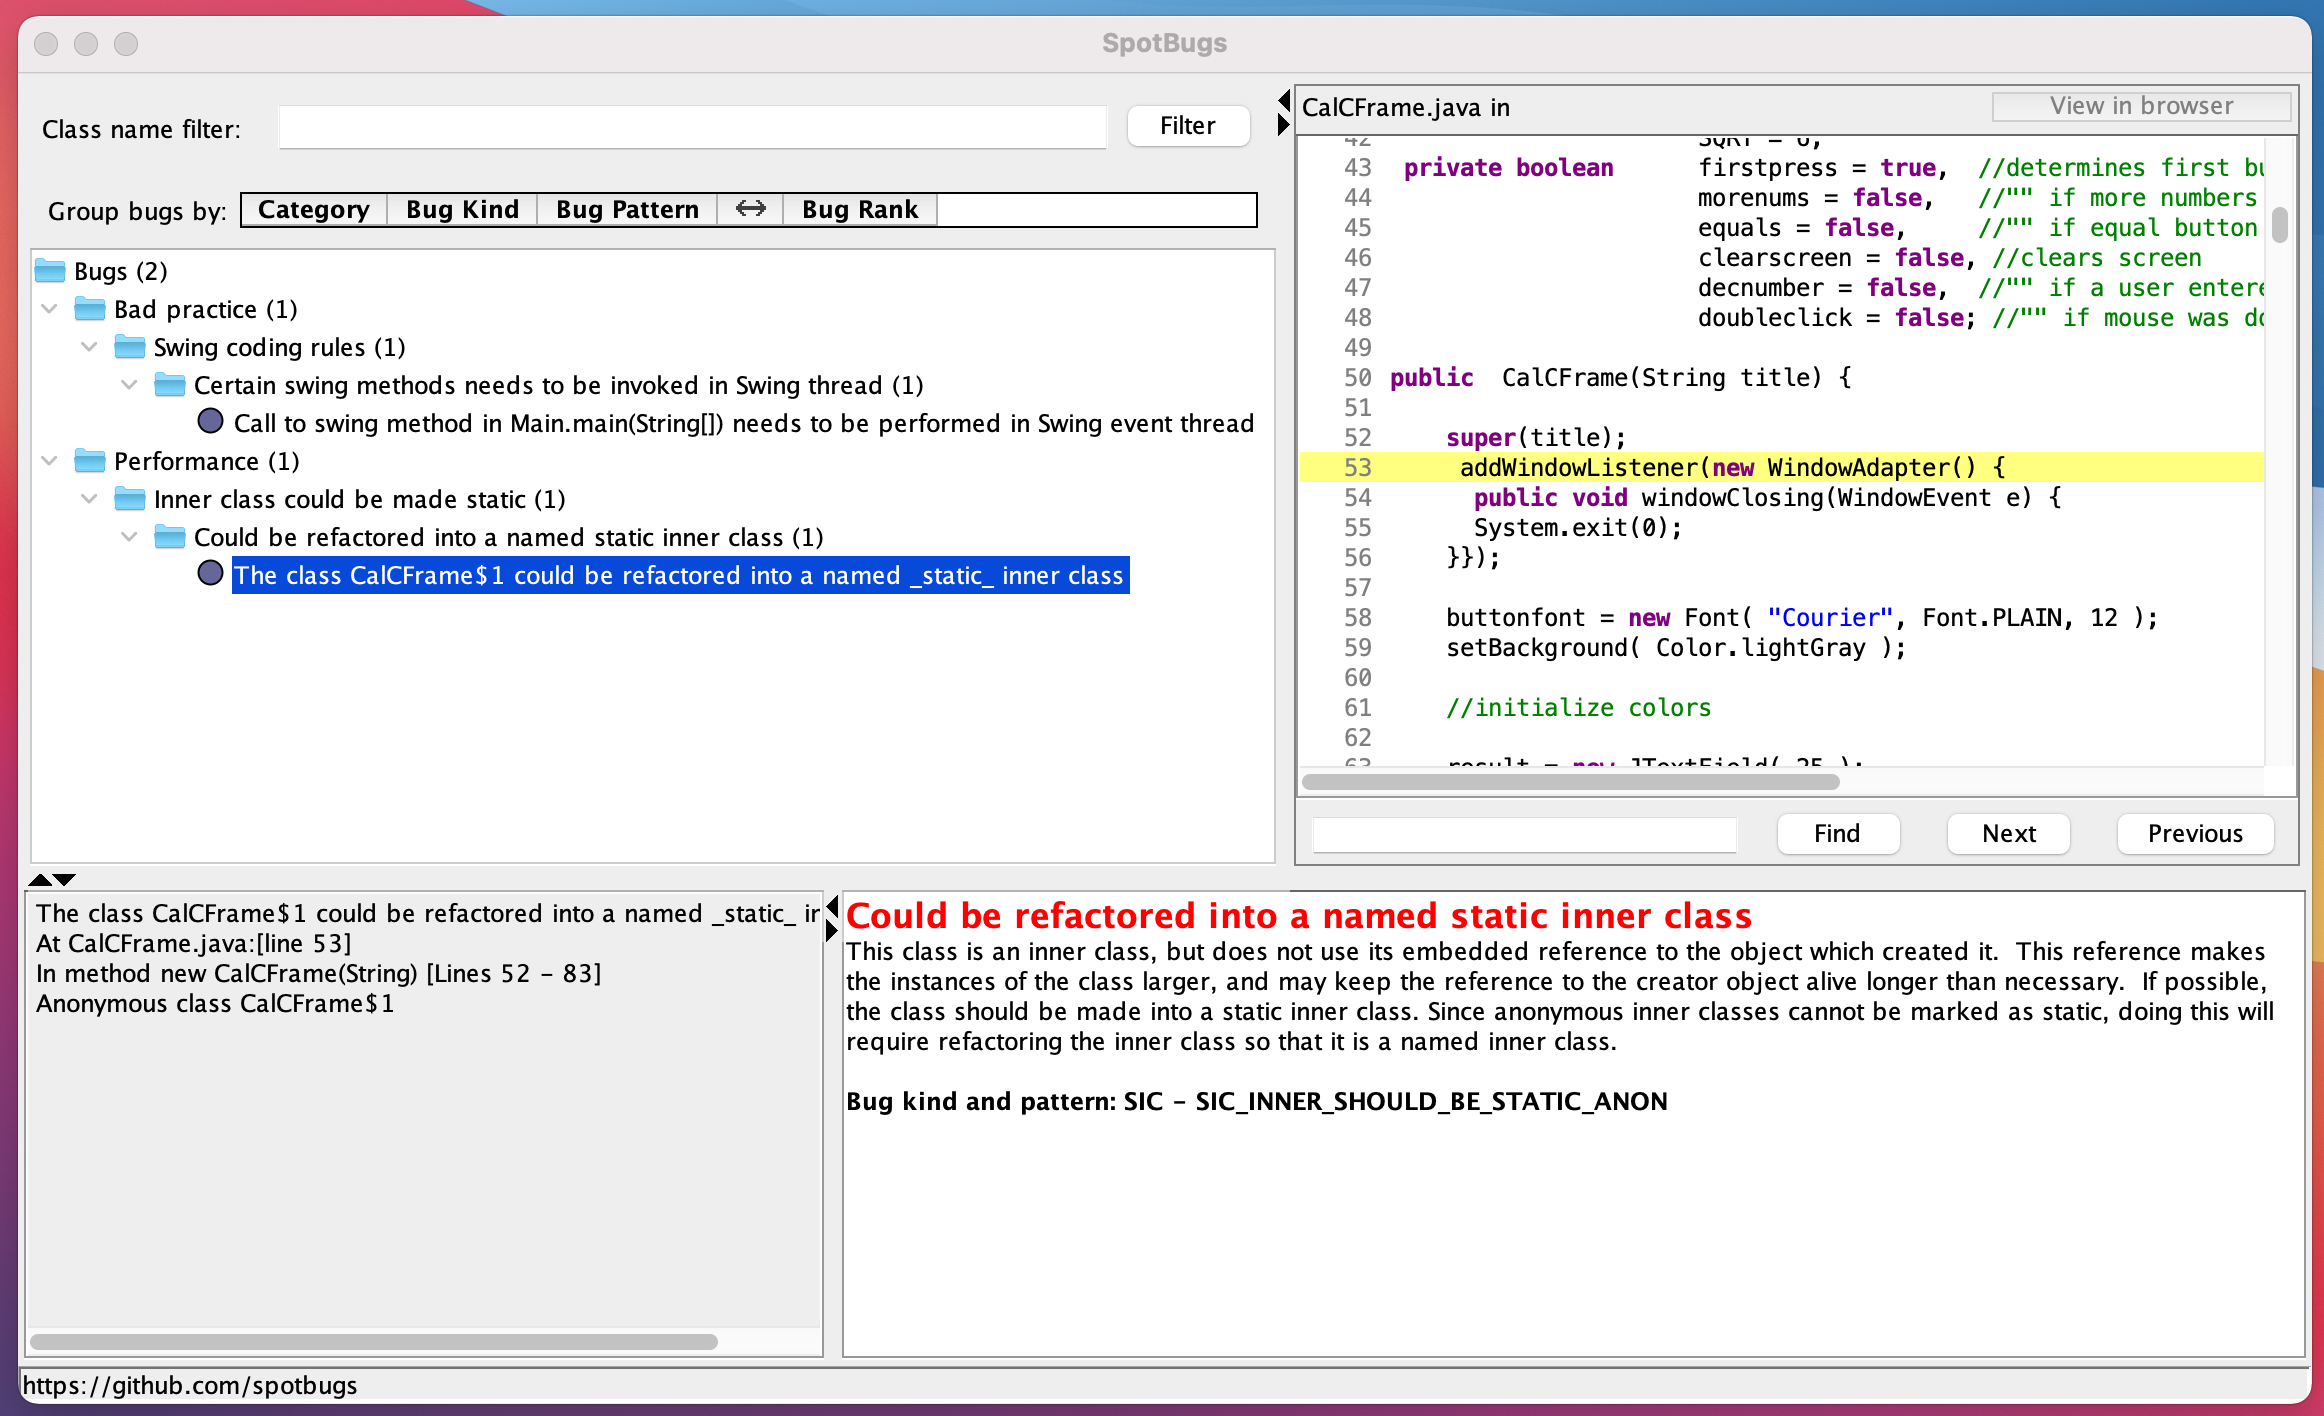 SpotBugs
Class name filter:
Filter
Group bugs by:
Category
Bug Kind
Bug Pattern
Bug Rank
Bugs (2)
Bad practice (1)
Swing coding rules (1)
Certain swing methods needs to be invoked in Swing thread (1)
Call to swing method in Main.main(String[]) needs to be performed in Swing event thread
Performance (1)
Inner class could be made static (1)
Could be refactored into a named static inner class (1)
The class CalCFrame$1 could be refactored into a named _static_ inner class
CalCFrame.java in
View in browser
42 SQRT = 6;
43 private boolean firstpress = true, //determines first bu
44 morenums = false, //"" if more numbers
45 equals = false, //"" if equal button
46 clearscreen = false, //clears screen
47 decnumber = false, //"" if a user entere
48 doubleclick = false; //"" if mouse was do
49
50 public CalCFrame(String title) {
51
52 super(title);
53 addWindowListener(new WindowAdapter() {
54 public void windowClosing(WindowEvent e) {
55 System.exit(0);
56 }});
57
58 buttonfont = new Font( "Courier", Font.PLAIN, 12 );
59 setBackground( Color.lightGray );
60
61 //initialize colors
62
63 result = new JTextField( 25 );
Find
Next
Previous
The class CalCFrame$1 could be refactored into a named _static_ ir
At CalCFrame.java:[line 53]
In method new CalCFrame(String) [Lines 52 - 83]
Anonymous class CalCFrame$1
Could be refactored into a named static inner class
This class is an inner class, but does not use its embedded reference to the object which created it.  This reference makes
the instances of the class larger, and may keep the reference to the creator object alive longer than necessary.  If possible,
the class should be made into a static inner class. Since anonymous inner classes cannot be marked as static, doing this will
require refactoring the inner class so that it is a named inner class.
Bug kind and pattern: SIC - SIC_INNER_SHOULD_BE_STATIC_ANON
https://github.com/spotbugs